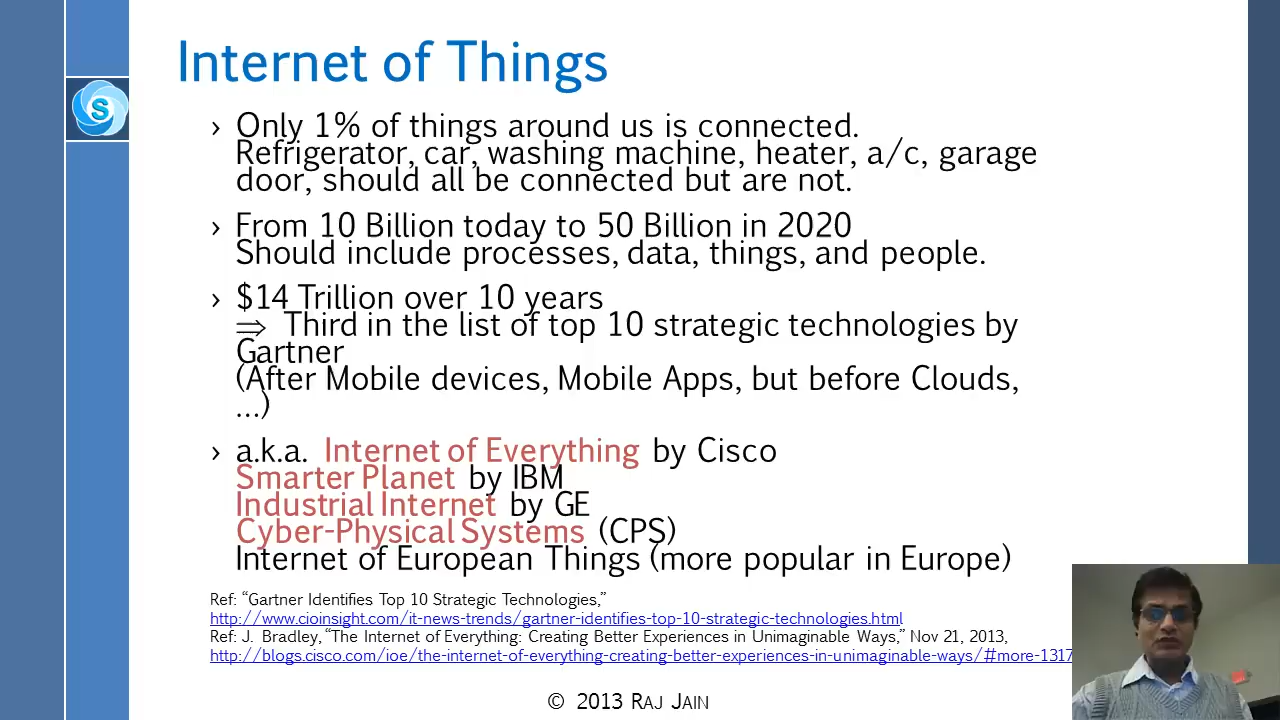 Internet of Things
S
› Only 1% of things around us is connected.
Refrigerator, car, washing machine, heater, a/c, garage
door, should all be connected but are not.
› From 10 Billion today to 50 Billion in 2020
Should include processes, data, things, and people.
› $14 Trillion over 10 years
⇒ Third in the list of top 10 strategic technologies by
Gartner
(After Mobile devices, Mobile Apps, but before Clouds,
…)
› a.k.a. Internet of Everything by Cisco
Smarter Planet by IBM
Industrial Internet by GE
Cyber-Physical Systems (CPS)
Internet of European Things (more popular in Europe)
Ref: “Gartner Identifies Top 10 Strategic Technologies,”
http://www.cioinsight.com/it-news-trends/gartner-identifies-top-10-strategic-technologies.html
Ref: J. Bradley, “The Internet of Everything: Creating Better Experiences in Unimaginable Ways,” Nov 21, 2013,
http://blogs.cisco.com/ioe/the-internet-of-everything-creating-better-experiences-in-unimaginable-ways/#more-1317
© 2013 RAJ JAIN